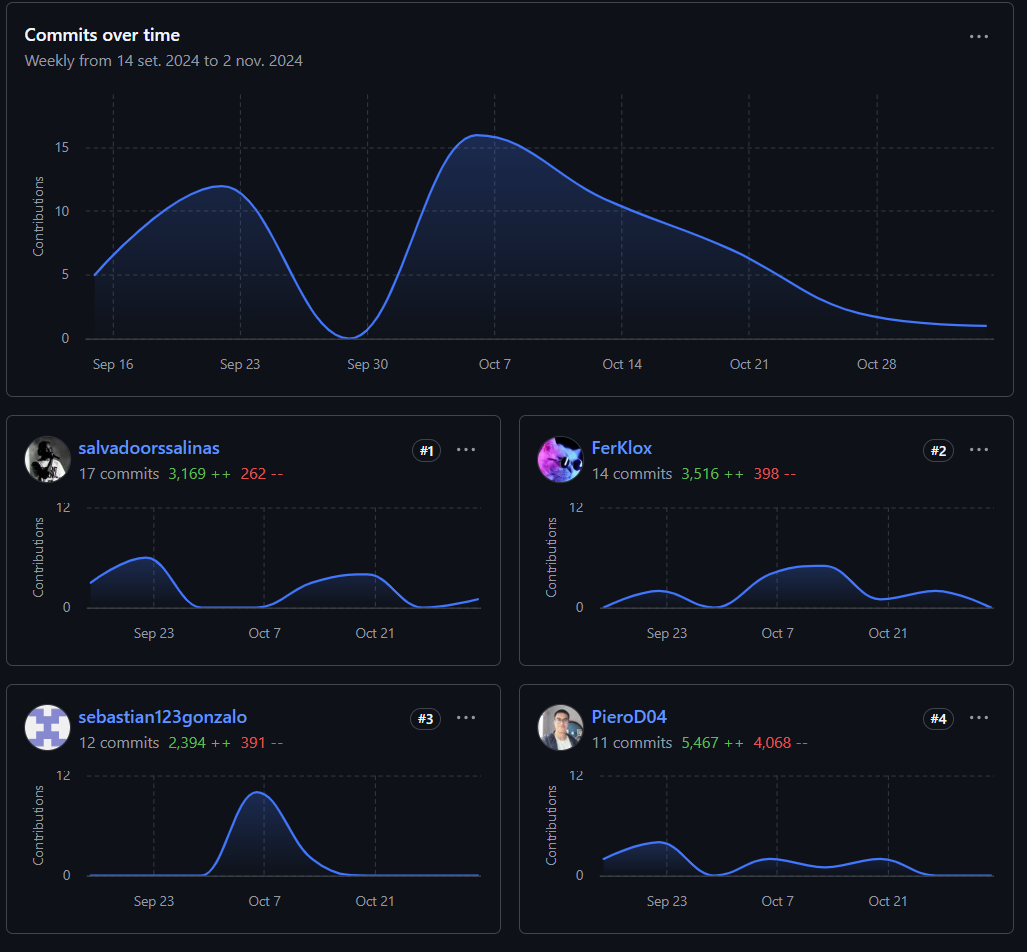 Commits over time
Weekly from 14 set. 2024 to 2 nov. 2024
Contributions
15
10
5
0
Sep 16 Sep 23 Sep 30 Oct 7 Oct 14 Oct 21 Oct 28
salvadoorssalinas #1
17 commits 3,169 ++ 262 --
Contributions
12
0
Sep 23 Oct 7 Oct 21
FerKlox #2
14 commits 3,516 ++ 398 --
Contributions
12
0
Sep 23 Oct 7 Oct 21
sebastian123gonzalo #3
12 commits 2,394 ++ 391 --
Contributions
12
0
Sep 23 Oct 7 Oct 21
PieroD04 #4
11 commits 5,467 ++ 4,068 --
Contributions
12
0
Sep 23 Oct 7 Oct 21